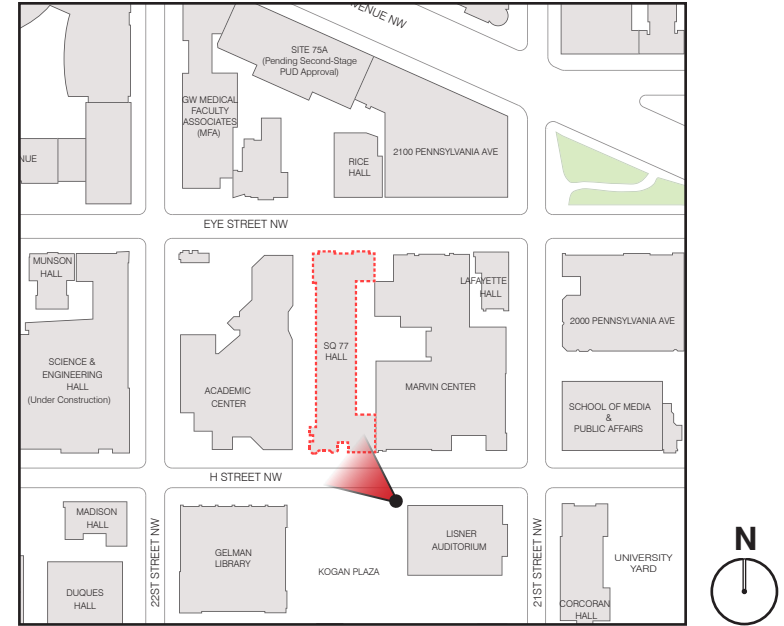 VENUE NW
SITE 75A
(Pending Second-Stage
PUD Approval)
GW MEDICAL
FACULTY
ASSOCIATES
(MFA)
2100 PENNSYLVANIA AVE
RICE
HALL
NUE
EYE STREET NW
MUNSON
HALL
LAFAYETTE
HALL
2000 PENNSYLVANIA AVE
SQ 77
HALL
SCIENCE &
ENGINEERING
HALL
(Under Construction)
ACADEMIC
CENTER
MARVIN CENTER
SCHOOL OF MEDIA
&
PUBLIC AFFAIRS
H STREET NW
MADISON
HALL
22ST STREET NW
GELMAN
LIBRARY
KOGAN PLAZA
LISNER
AUDITORIUM
21ST STREET NW
UNIVERSITY
YARD
DUQUES
HALL
CORCORAN
HALL
N